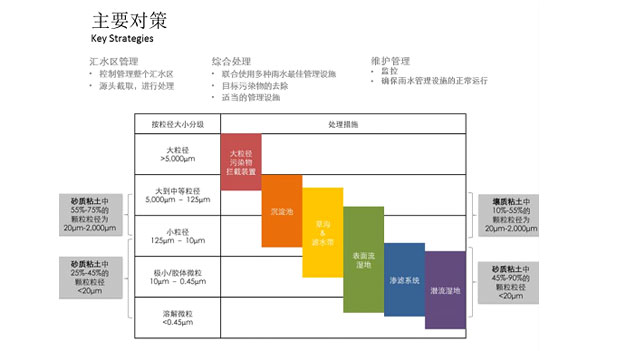 主要对策
Key Strategies
汇水区管理
• 控制管理整个汇水区
• 源头截取，进行处理
综合处理
• 联合使用多种雨水最佳管理设施
• 目标污染物的去除
• 适当的管理设施
维护管理
• 监控
• 确保雨水管理设施的正常运行
按粒径大小分级
处理措施
大粒径
>5,000µm
大粒径
污染物
拦截装置
大到中等粒径
5,000µm – 125µm
沉淀池
小粒径
125µm – 10µm
草沟
&
滤水带
表面流
湿地
极小/胶体微粒
10µm – 0.45µm
渗滤系统
潜流湿地
溶解微粒
<0.45µm
砂质粘土中
55%-75%的
颗粒粒径为
20µm-2,000µm
砂质粘土中
25%-45%的
颗粒粒径
<20µm
壤质粘土中
10%-55%的
颗粒粒径为
20µm-2,000µm
砂质粘土中
45%-90%的
颗粒粒径
<20µm